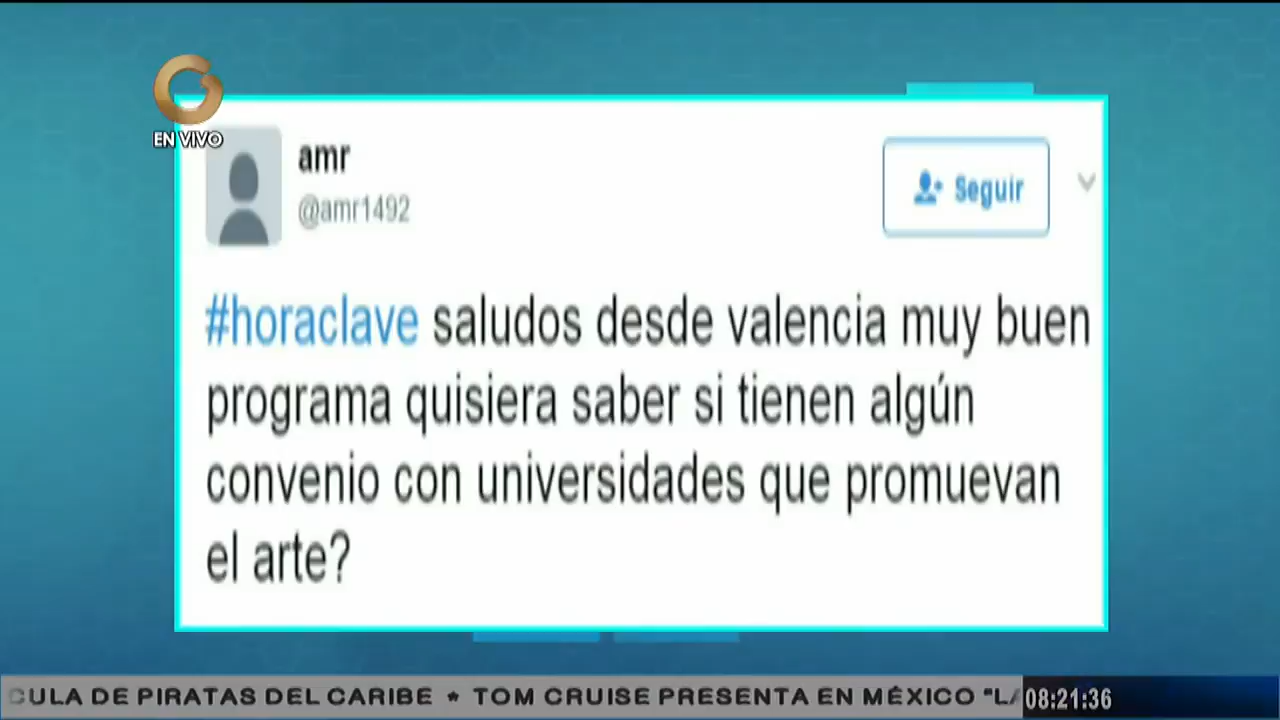 EN VIVO
amr
@amr1492
Seguir
#horaclave saludos desde valencia muy buen
programa quisiera saber si tienen algún
convenio con universidades que promuevan
el arte?
CULA DE PIRATAS DEL CARIBE * TOM CRUISE PRESENTA EN MÉXICO "LA
08:21:36